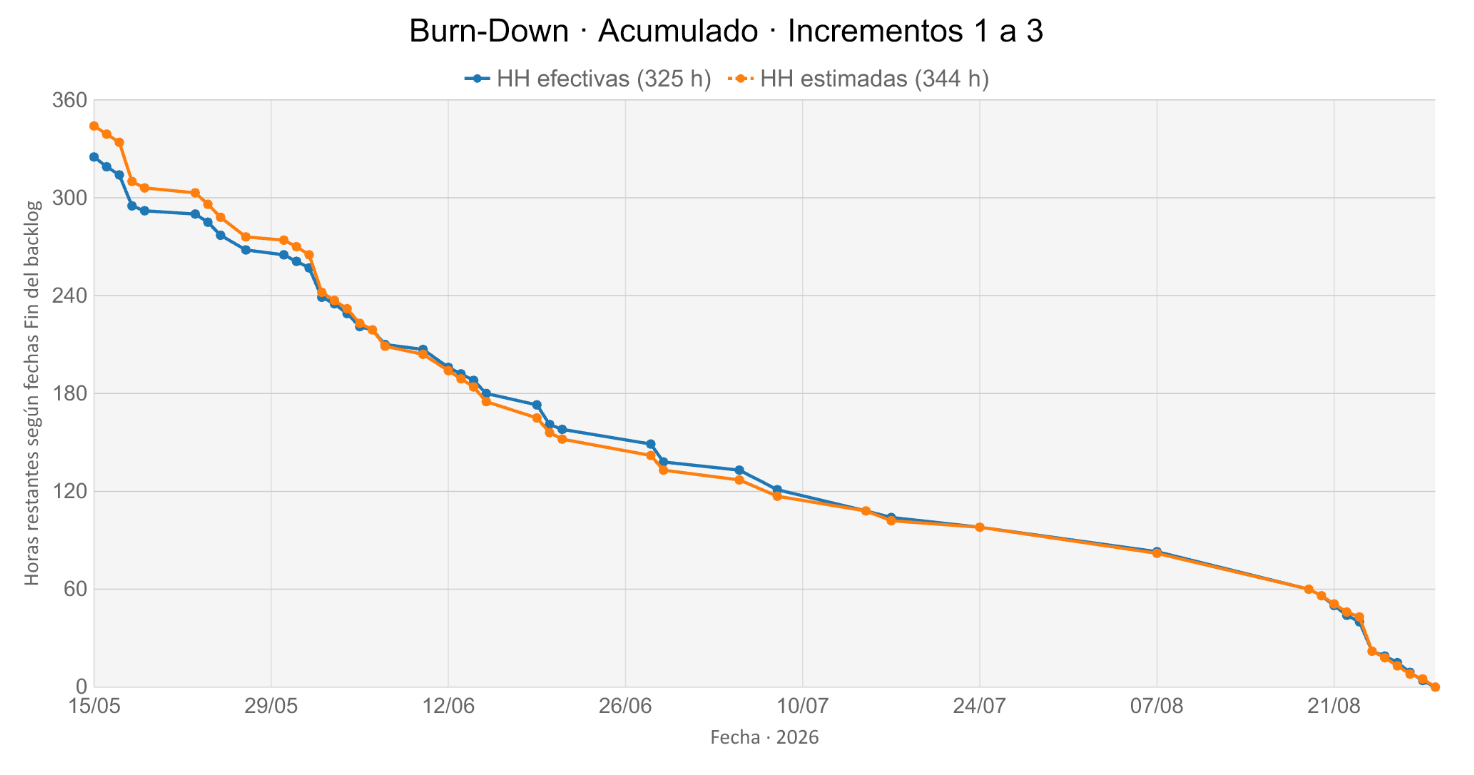 Burn-Down · Acumulado · Incrementos 1 a 3
HH efectivas (325 h) HH estimadas (344 h)
Horas restantes según fechas Fin del backlog
360
300
240
180
120
60
0
15/05 29/05 12/06 26/06 10/07 24/07 07/08 21/08
Fecha · 2026